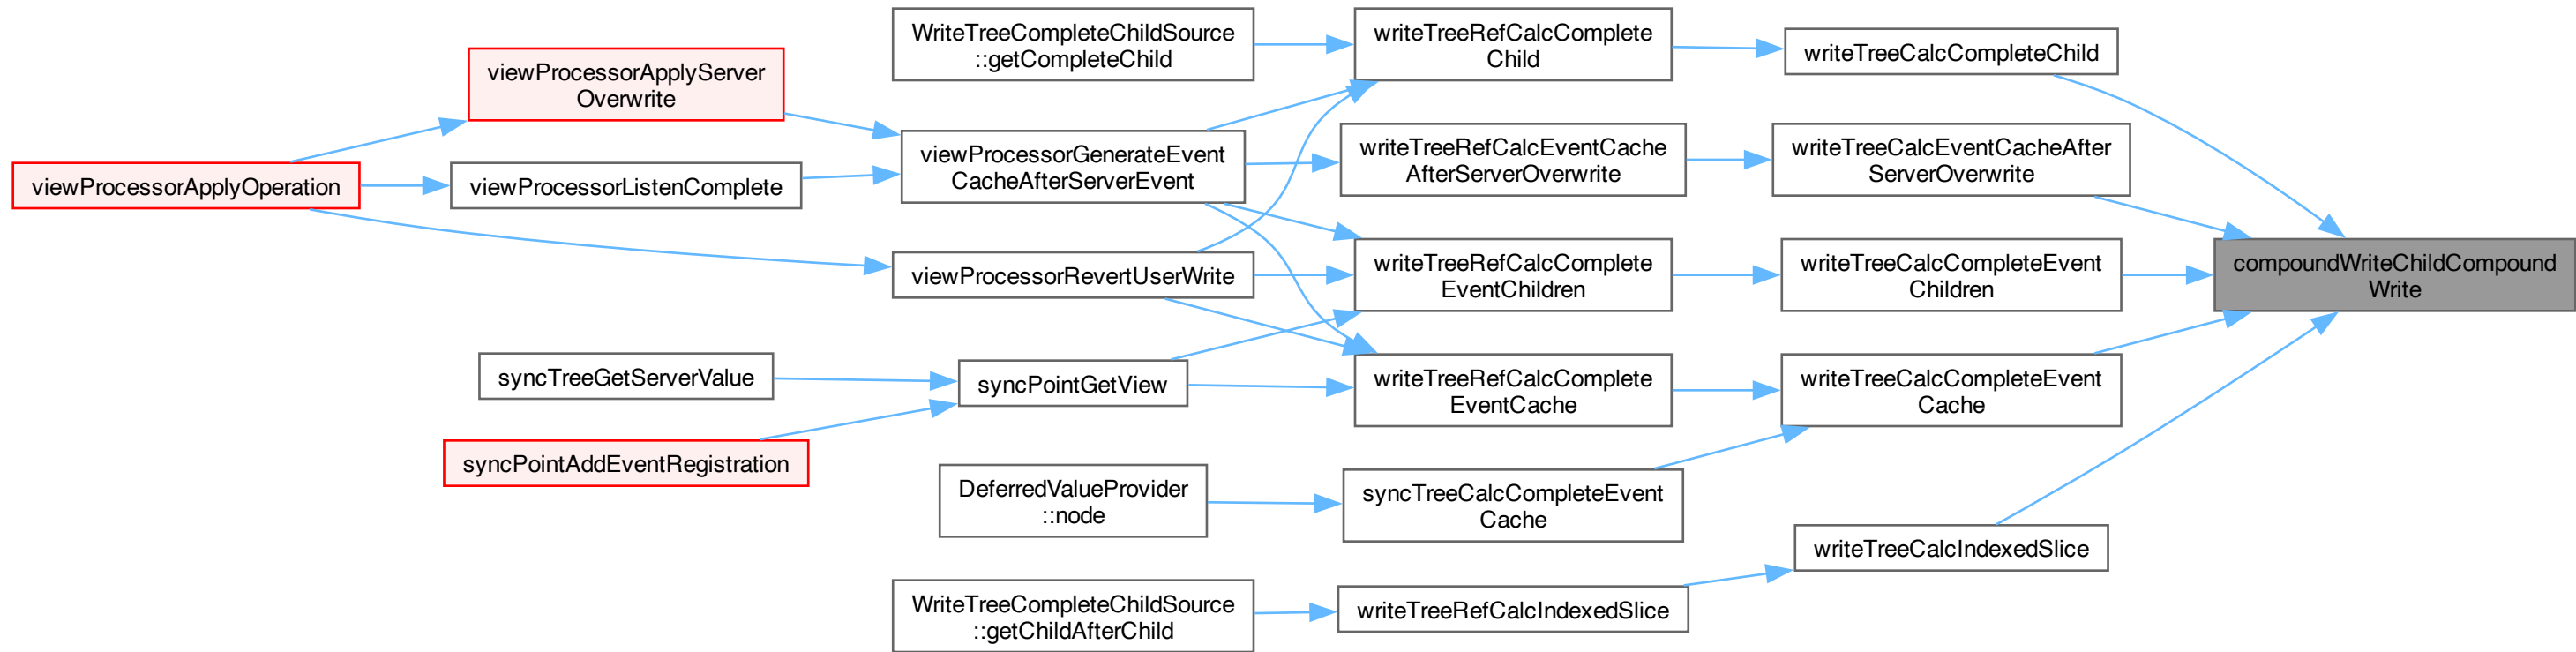 WriteTreeCompleteChildSource
::getCompleteChild
writeTreeRefCalcComplete
Child
writeTreeCalcCompleteChild
viewProcessorApplyServer
Overwrite
viewProcessorGenerateEvent
CacheAfterServerEvent
writeTreeRefCalcEventCache
AfterServerOverwrite
writeTreeCalcEventCacheAfter
ServerOverwrite
viewProcessorApplyOperation
viewProcessorListenComplete
viewProcessorRevertUserWrite
writeTreeRefCalcComplete
EventChildren
writeTreeCalcCompleteEvent
Children
compoundWriteChildCompound
Write
syncTreeGetServerValue
syncPointGetView
writeTreeRefCalcComplete
EventCache
writeTreeCalcCompleteEvent
Cache
syncPointAddEventRegistration
DeferredValueProvider
::node
syncTreeCalcCompleteEvent
Cache
writeTreeCalcIndexedSlice
WriteTreeCompleteChildSource
::getChildAfterChild
writeTreeRefCalcIndexedSlice